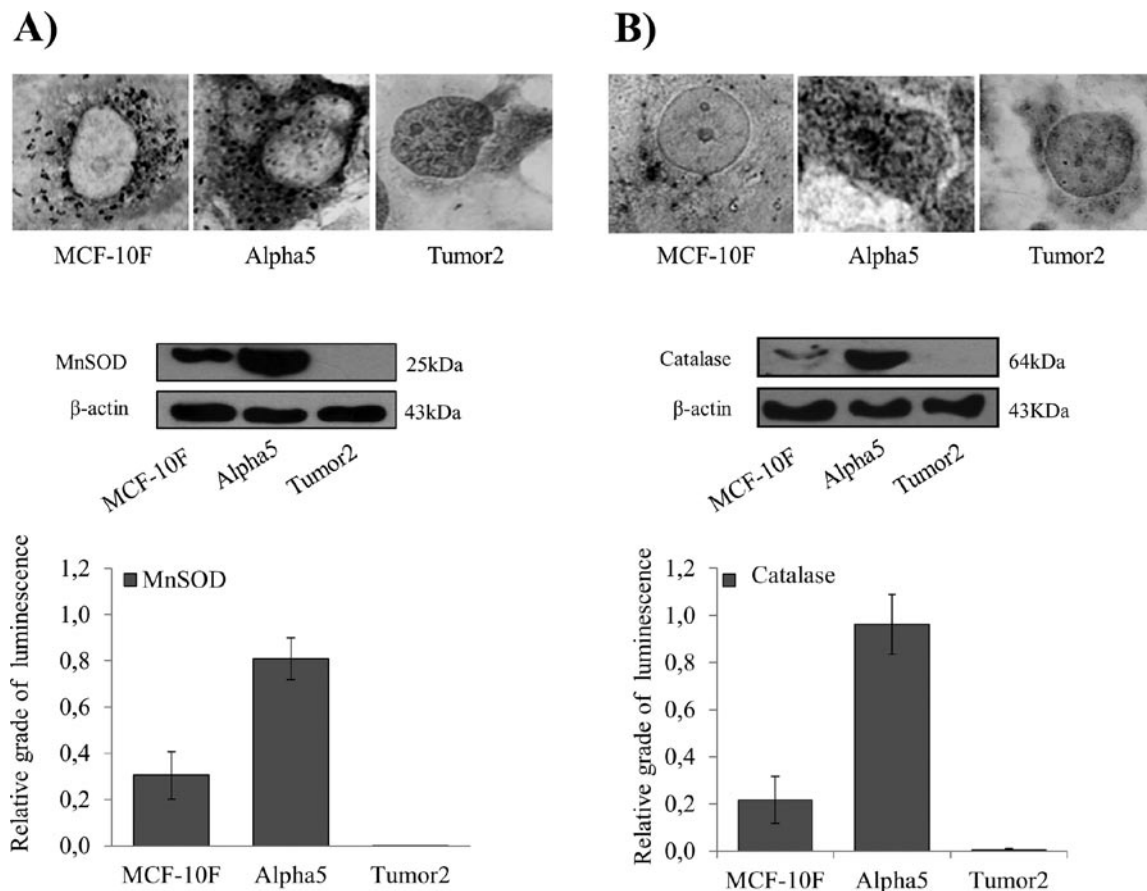 A)
MCF-10F Alpha5 Tumor2
MnSOD 25kDa
β-actin 43kDa
MCF-10F Alpha5 Tumor2
Relative grade of luminescence
MnSOD
1,2
1,0
0,8
0,6
0,4
0,2
0,0
MCF-10F Alpha5 Tumor2
B)
MCF-10F Alpha5 Tumor2
Catalase 64kDa
β-actin 43KDa
MCF-10F Alpha5 Tumor2
Relative grade of luminescence
Catalase
1,2
1,0
0,8
0,6
0,4
0,2
0,0
MCF-10F Alpha5 Tumor2